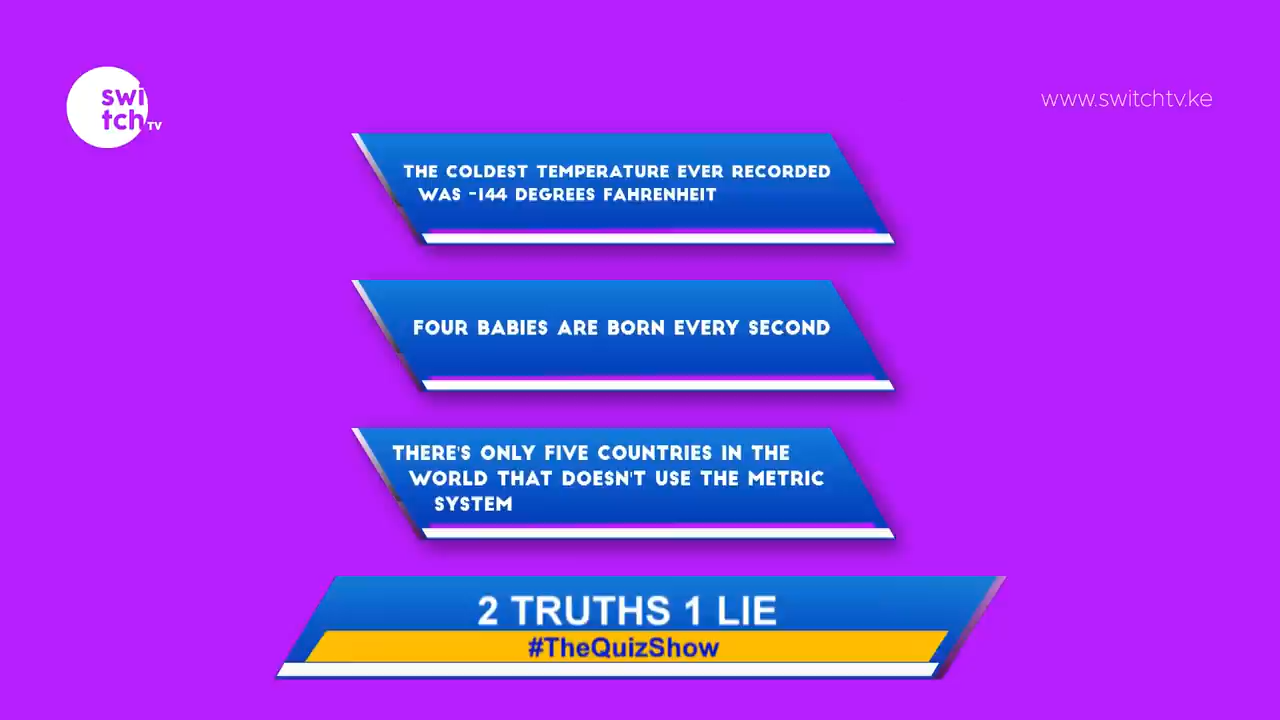 swi
tch TV
www.switchtv.ke
THE COLDEST TEMPERATURE EVER RECORDED
WAS -144 DEGREES FAHRENHEIT
FOUR BABIES ARE BORN EVERY SECOND
THERE'S ONLY FIVE COUNTRIES IN THE
WORLD THAT DOESN'T USE THE METRIC
SYSTEM
2 TRUTHS 1 LIE
#TheQuizShow